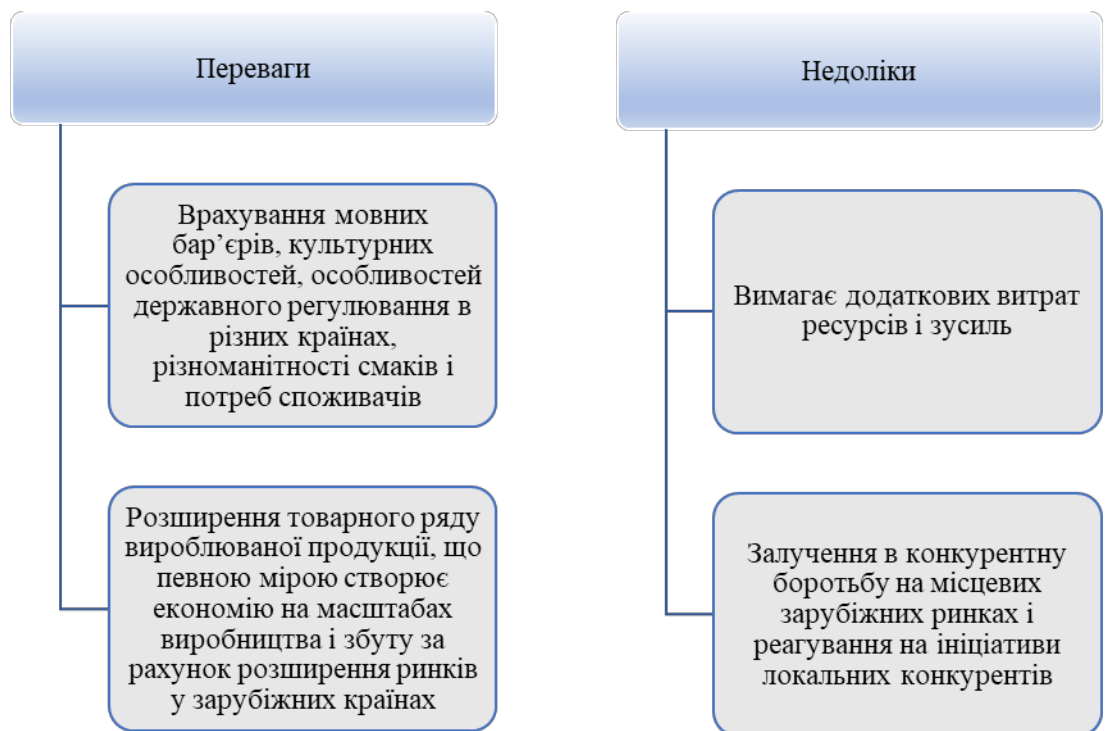 Переваги
Врахування мовних
бар’єрів, культурних
особливостей, особливостей
державного регулювання в
різних країнах,
різноманітності смаків і
потреб споживачів
Розширення товарного ряду
вироблюваної продукції, що
певною мірою створює
економію на масштабах
виробництва і збуту за
рахунок розширення ринків
у зарубіжних країнах
Недоліки
Вимагає додаткових витрат
ресурсів і зусиль
Залучення в конкурентну
боротьбу на місцевих
зарубіжних ринках і
реагування на ініціативи
локальних конкурентів